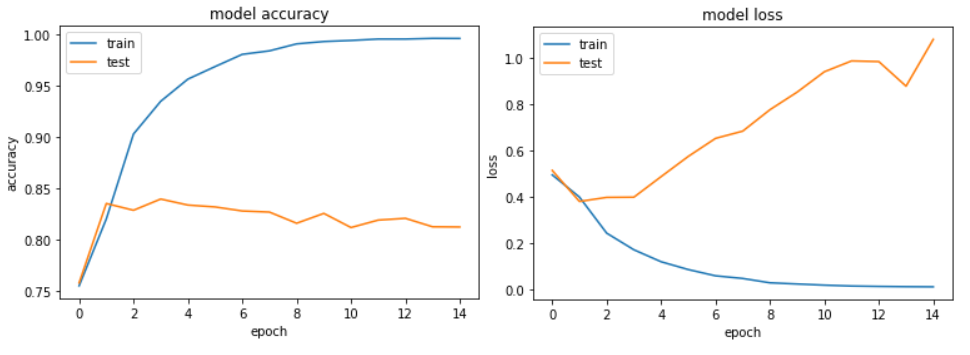 model accuracy
1.00
0.95
0.90
0.85
0.80
0.75
accuracy
train
test
0 2 4 6 8 10 12 14
epoch
model loss
1.0
0.8
0.6
0.4
0.2
0.0
loss
train
test
0 2 4 6 8 10 12 14
epoch